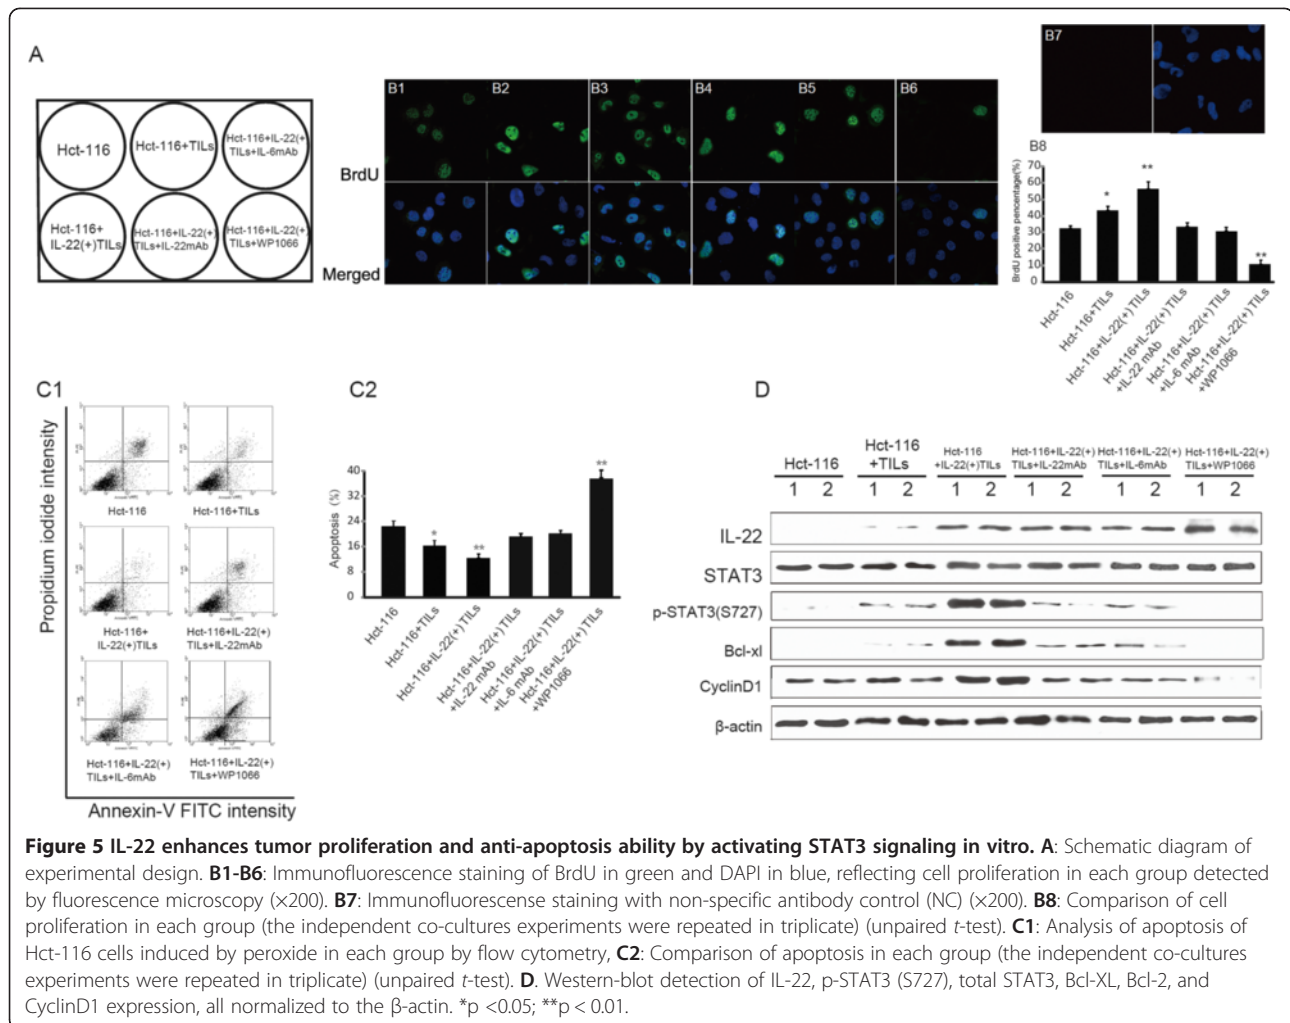 A
Hct-116
Hct-116+TILs
Hct-116+IL-22(+)
TILs+IL-6mAb
Hct-116+
IL-22(+)TILs
Hct-116+IL-22(+)
TILs+IL-22mAb
Hct-116+IL-22(+)
TILs+WP1066
B1
B2
B3
B4
B5
B6
BrdU
Merged
B7
B8
BrdU positive percentage(%)
70
60
50
40
30
20
10
0
*
**
**
Hct-116
Hct-116+TILs
Hct-116+IL-22(+)TILs
Hct-116+IL-22(+)TILs
+IL-22 mAb
Hct-116+IL-22(+)TILs
+IL-6 mAb
Hct-116+IL-22(+)TILs
+WP1066
C1
Propidium iodide intensity
Hct-116
Hct-116+TILs
Hct-116+
IL-22(+)TILs
Hct-116+IL-22(+)
TILs+IL-22mAb
Hct-116+IL-22(+)
TILs+IL-6mAb
Hct-116+IL-22(+)
TILs+WP1066
Annexin-V FITC intensity
C2
Apoptosis (%)
40
24
16
8
0
*
**
**
Hct-116
Hct-116+TILs
Hct-116+IL-22(+)TILs
Hct-116+IL-22(+)TILs
+IL-22 mAb
Hct-116+IL-22(+)TILs
+IL-6 mAb
Hct-116+IL-22(+)TILs
+WP1066
D
Hct-116
Hct-116
+TILs
Hct-116
+IL-22(+)TILs
Hct-116+IL-22(+)
TILs+IL-22mAb
Hct-116+IL-22(+)
TILs+IL-6mAb
Hct-116+IL-22(+)
TILs+WP1066
1 2 1 2 1 2 1 2 1 2 1 2
IL-22
STAT3
p-STAT3(S727)
Bcl-xl
CyclinD1
β-actin
Figure 5 IL-22 enhances tumor proliferation and anti-apoptosis ability by activating STAT3 signaling in vitro. A: Schematic diagram of
experimental design. B1-B6: Immunofluorescence staining of BrdU in green and DAPI in blue, reflecting cell proliferation in each group detected
by fluorescence microscopy (×200). B7: Immunofluorescense staining with non-specific antibody control (NC) (×200). B8: Comparison of cell
proliferation in each group (the independent co-cultures experiments were repeated in triplicate) (unpaired t-test). C1: Analysis of apoptosis of
Hct-116 cells induced by peroxide in each group by flow cytometry, C2: Comparison of apoptosis in each group (the independent co-cultures
experiments were repeated in triplicate) (unpaired t-test). D. Western-blot detection of IL-22, p-STAT3 (S727), total STAT3, Bcl-XL, Bcl-2, and
CyclinD1 expression, all normalized to the β-actin. *p <0.05; **p < 0.01.